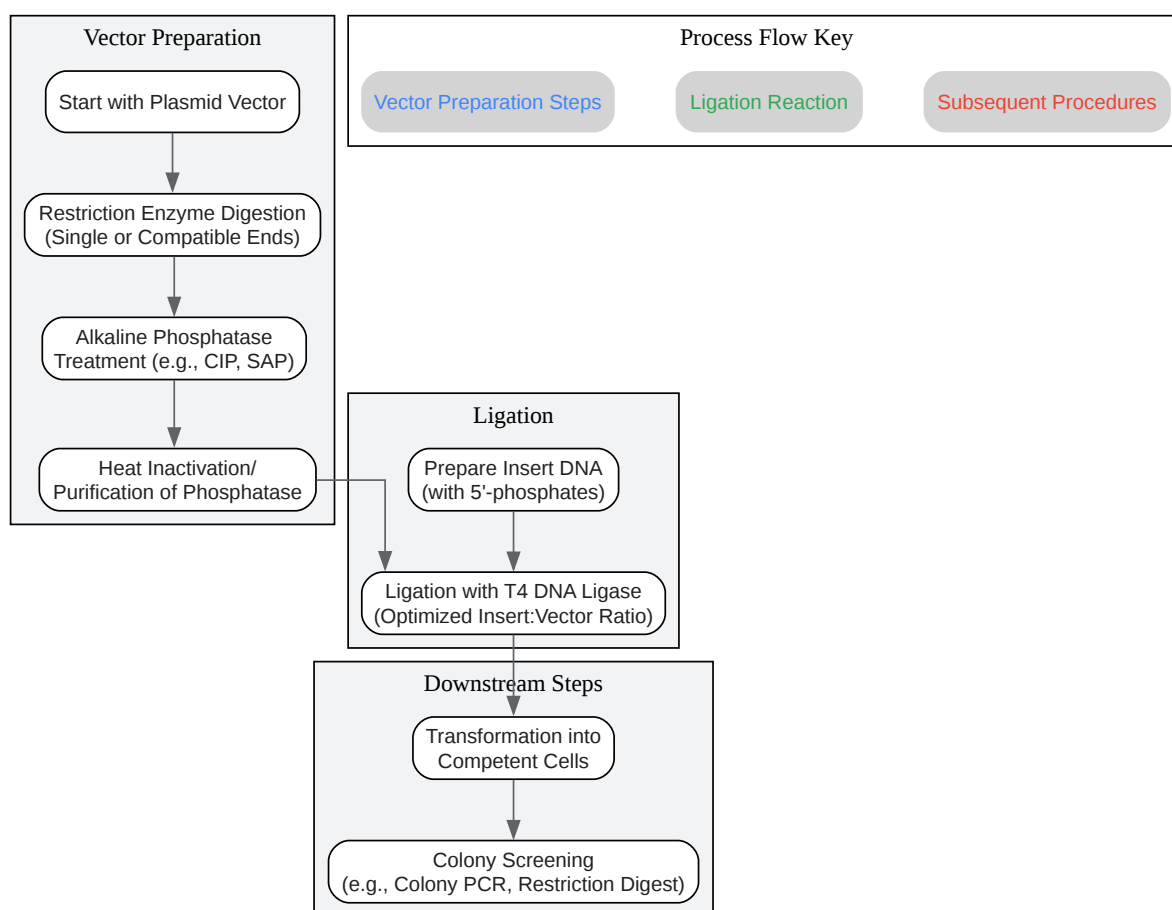 Vector Preparation
Start with Plasmid Vector
Restriction Enzyme Digestion
(Single or Compatible Ends)
Alkaline Phosphatase
Treatment (e.g., CIP, SAP)
Heat Inactivation/
Purification of Phosphatase
Process Flow Key
Vector Preparation Steps
Ligation Reaction
Subsequent Procedures
Ligation
Prepare Insert DNA
(with 5'-phosphates)
Ligation with T4 DNA Ligase
(Optimized Insert:Vector Ratio)
Downstream Steps
Transformation into
Competent Cells
Colony Screening
(e.g., Colony PCR, Restriction Digest)